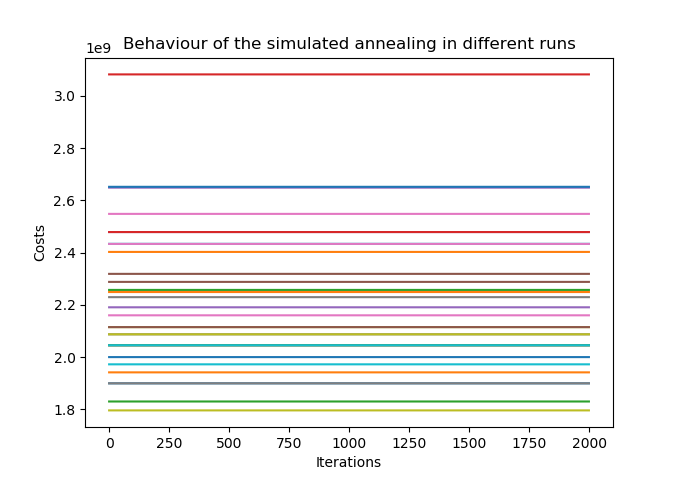 Behaviour of the simulated annealing in different runs
1e9
3.0
2.8
2.6
2.4
2.2
2.0
1.8
Costs
0 250 500 750 1000 1250 1500 1750 2000
Iterations